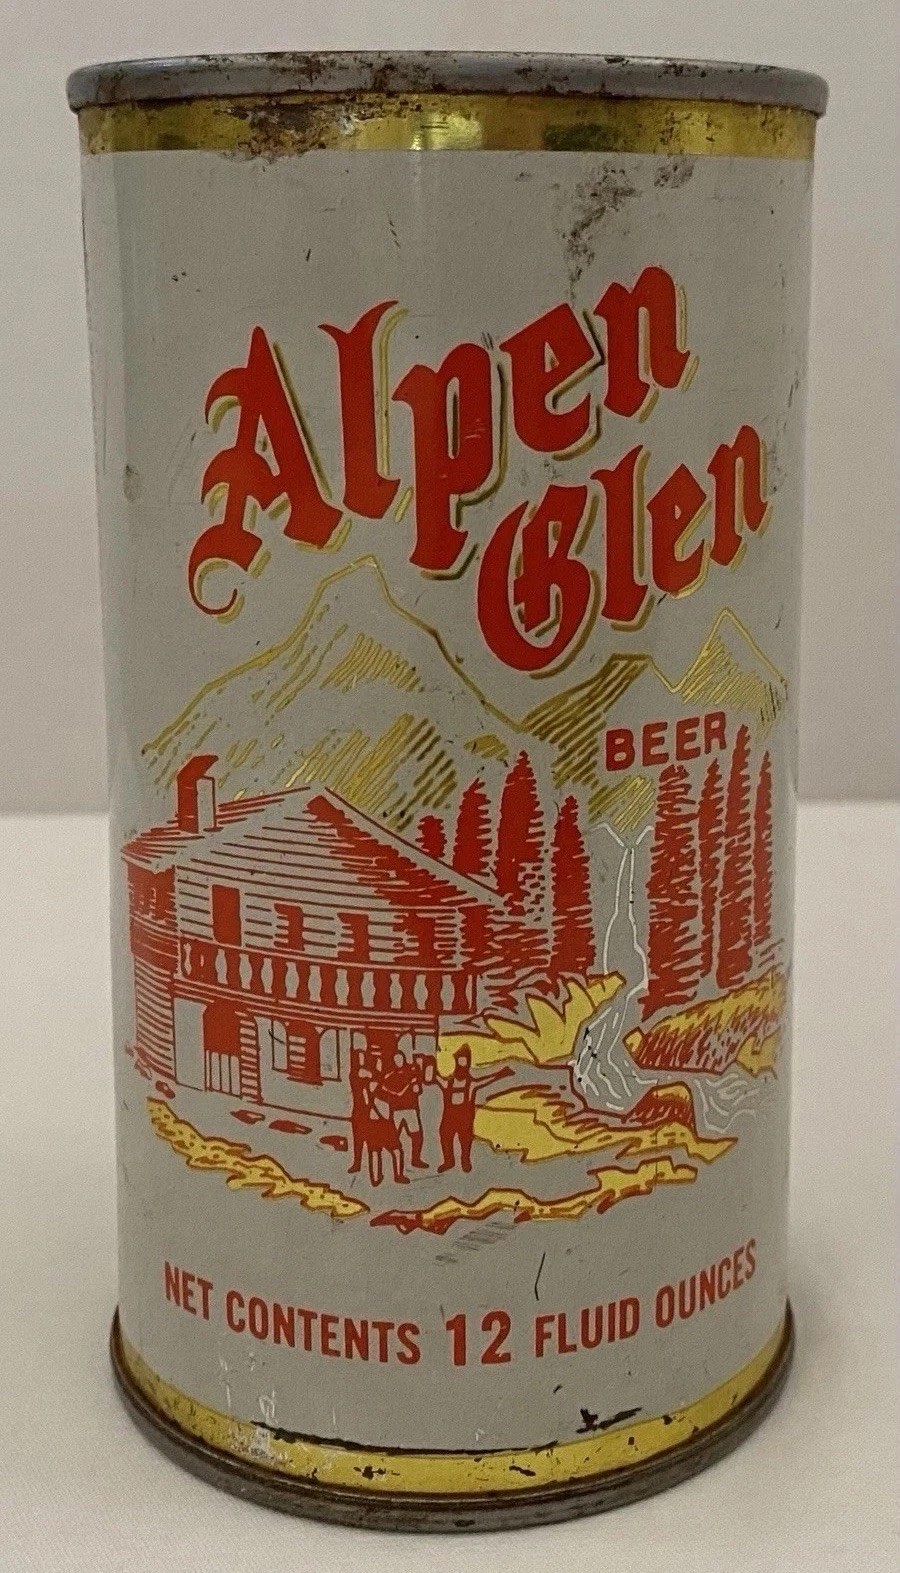 Alpen
Glen
BEER
NET CONTENTS 12 FLUID OUNCES